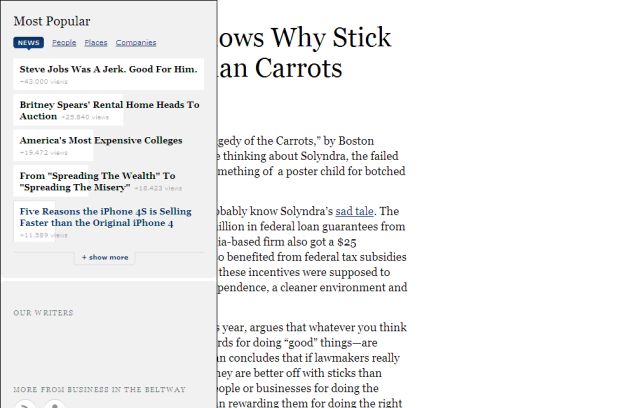 Most Popular
NEWS People Places Companies
Steve Jobs Was A Jerk. Good For Him.
+43.000 views
Britney Spears' Rental Home Heads To
Auction +25.840 views
America's Most Expensive Colleges
+19.472 views
From "Spreading The Wealth" To
"Spreading The Misery" +18.423 views
Five Reasons the iPhone 4S is Selling
Faster than the Original iPhone 4
+11.589 views
+ show more
OUR WRITERS
MORE FROM BUSINESS IN THE BELTWAY
ows Why Stick
an Carrots
gedy of the Carrots,” by Boston
e thinking about Solyndra, the failed
mething of a poster child for botched
obably know Solyndra’s sad tale. The
illion in federal loan guarantees from
ia-based firm also got a $25
o benefited from federal tax subsidies
these incentives were supposed to
pendence, a cleaner environment and
s year, argues that whatever you think
rds for doing “good” things—are
an concludes that if lawmakers really
hey are better off with sticks than
eople or businesses for doing the
an rewarding them for doing the right